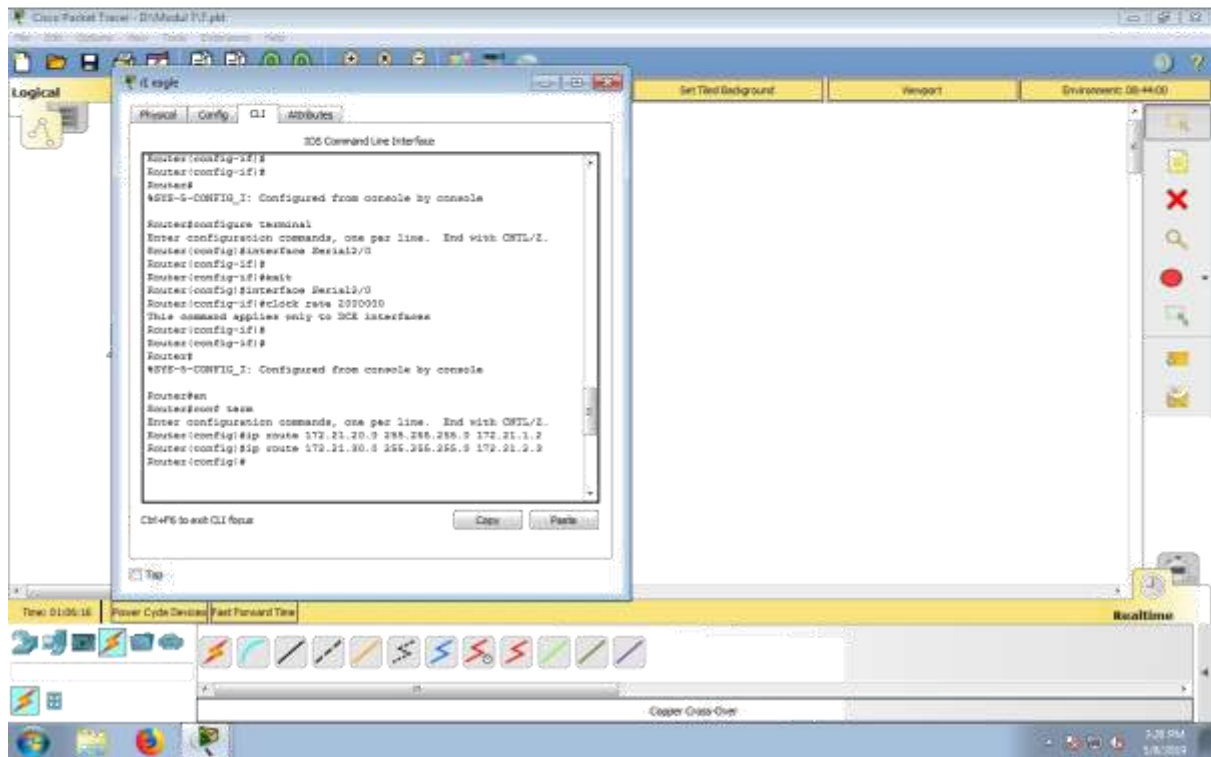 Cisco Packet Tracer - D:\Modul
Logical
Set Tiled Background
Viewport
Environment: 08:44:00
eagle
Physical
Config
CLI
Attributes
IOS Command Line Interface
Router(config-if)#
Router(config-if)#
Router#
%SYS-5-CONFIG_I: Configured from console by console
Router#configure terminal
Enter configuration commands, one per line.  End with CNTL/Z.
Router(config)#interface Serial2/0
Router(config-if)#
Router(config-if)#exit
Router(config)#interface Serial2/0
Router(config-if)#clock rate 2000000
This command applies only to DCE interfaces
Router(config-if)#
Router(config-if)#
Router#
%SYS-5-CONFIG_I: Configured from console by console
Router#en
Router#conf term
Enter configuration commands, one per line.  End with CNTL/Z.
Router(config)#ip route 172.21.20.0 255.255.255.0 172.21.1.2
Router(config)#ip route 172.21.30.0 255.255.255.0
Router(config)#
Ctrl+F6 to exit CLI focus
Copy
Paste
Top
Time: 01:06:16
Power Cycle Devices
Fast Forward Time
Realtime
Copper Cross-Over
PM
2019